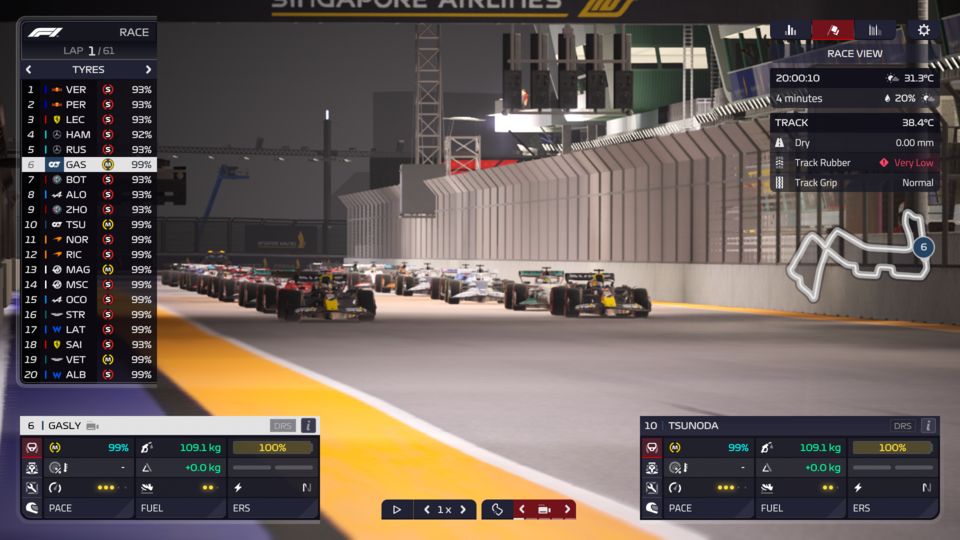 SINGAPORE AIRLINES
RACE
LAP 1/61
TYRES
1 VER S 93%
2 PER S 93%
3 LEC S 93%
4 HAM S 92%
5 RUS S 93%
6 GAS M 99%
7 BOT S 93%
8 ALO S 93%
9 ZHO S 93%
10 TSU M 99%
11 NOR S 99%
12 RIC S 99%
13 MAG M 99%
14 MSC S 99%
15 OCO S 99%
16 STR S 99%
17 LAT S 99%
18 SAI S 93%
19 VET M 99%
20 ALB S 99%
RACE VIEW
20:00:10 31.3°C
4 minutes 20%
TRACK 38.4°C
Dry 0.00 mm
Track Rubber Very Low
Track Grip Normal
6
SINGAPORE AIRLINES
6 GASLY DRS i
M 99% 109.1 kg 100%
- +0.0 kg
N
PACE FUEL ERS
1x
10 TSUNODA DRS i
M 99% 109.1 kg 100%
- +0.0 kg
N
PACE FUEL ERS